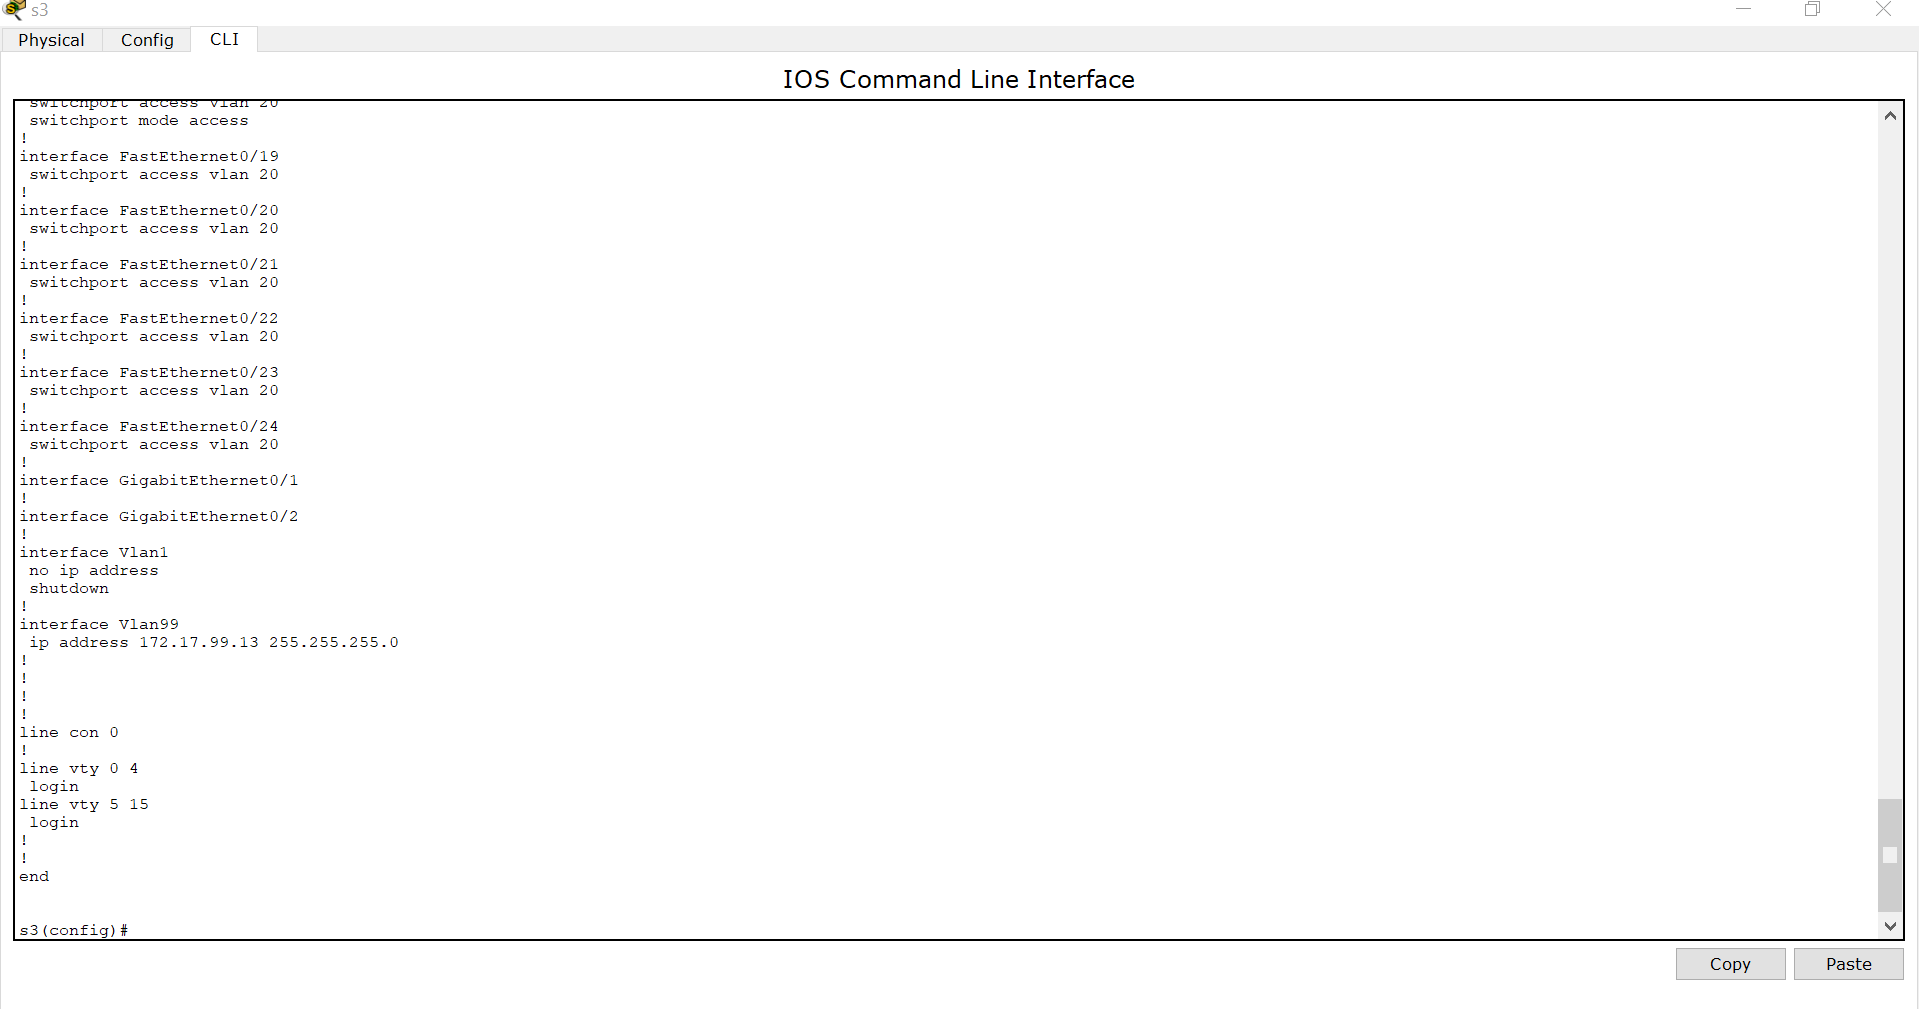 s3
Physical Config CLI
IOS Command Line Interface
switchport access vlan 20
switchport mode access
!
interface FastEthernet0/19
switchport access vlan 20
!
interface FastEthernet0/20
switchport access vlan 20
!
interface FastEthernet0/21
switchport access vlan 20
!
interface FastEthernet0/22
switchport access vlan 20
!
interface FastEthernet0/23
switchport access vlan 20
!
interface FastEthernet0/24
switchport access vlan 20
!
interface GigabitEthernet0/1
!
interface GigabitEthernet0/2
!
interface Vlan1
no ip address
shutdown
!
interface Vlan99
ip address 172.17.99.13 255.255.255.0
!
!
!
!
line con 0
!
line vty 0 4
login
line vty 5 15
login
!
!
end
s3(config)#
Copy Paste